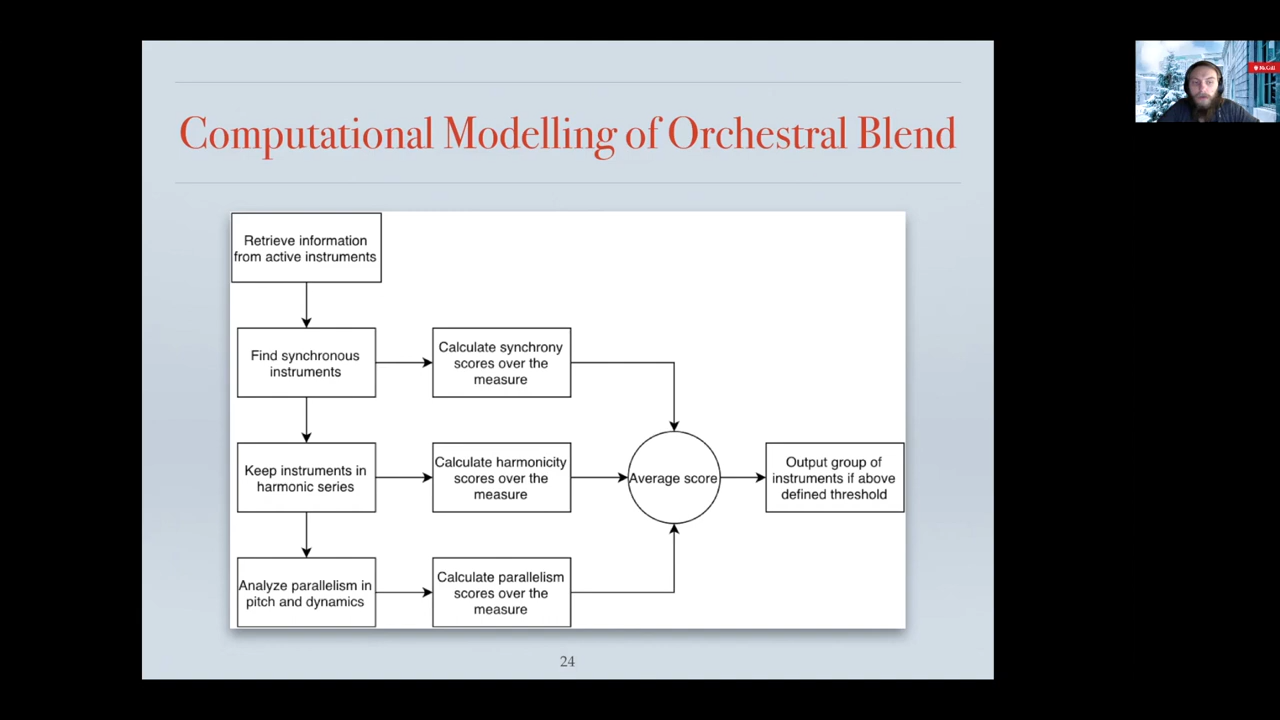 Computational Modelling of Orchestral Blend
Retrieve information
from active instruments
Find synchronous
instruments
Calculate synchrony
scores over the
measure
Keep instruments in
harmonic series
Calculate harmonicity
scores over the
measure
Average score
Output group of
instruments if above
defined threshold
Analyze parallelism in
pitch and dynamics
Calculate parallelism
scores over the
measure
24
McGill